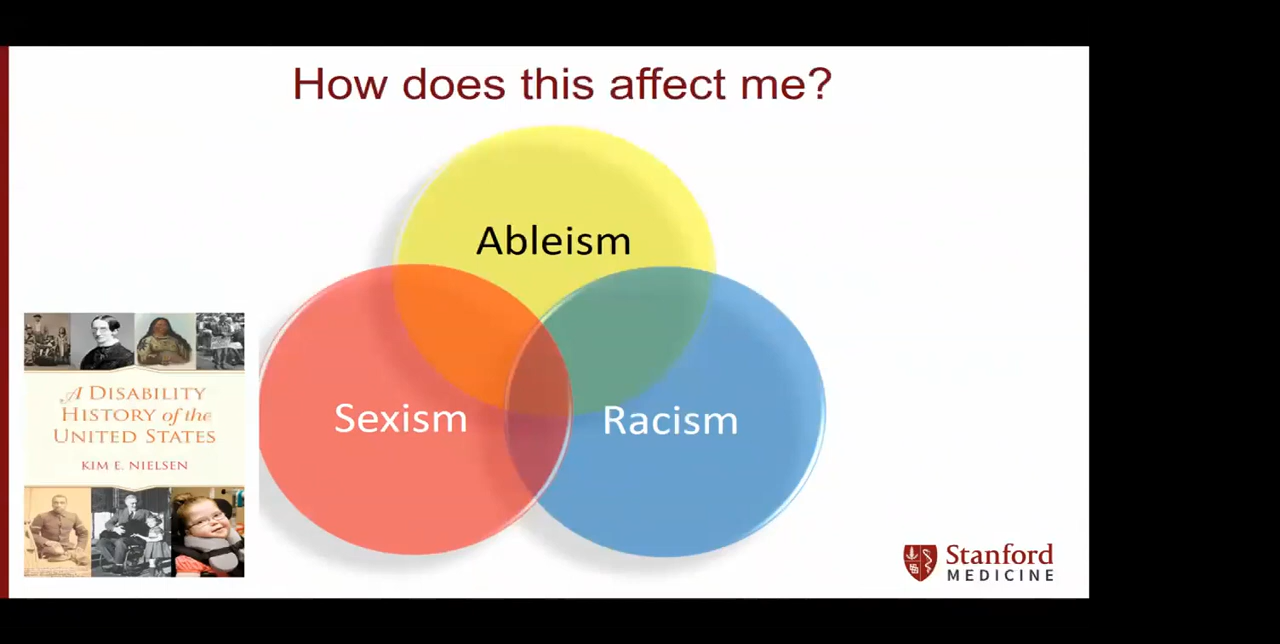 How does this affect me?
Ableism
Sexism
Racism
A DISABILITY
HISTORY of the
UNITED STATES
KIM E. NIELSEN
Stanford
MEDICINE